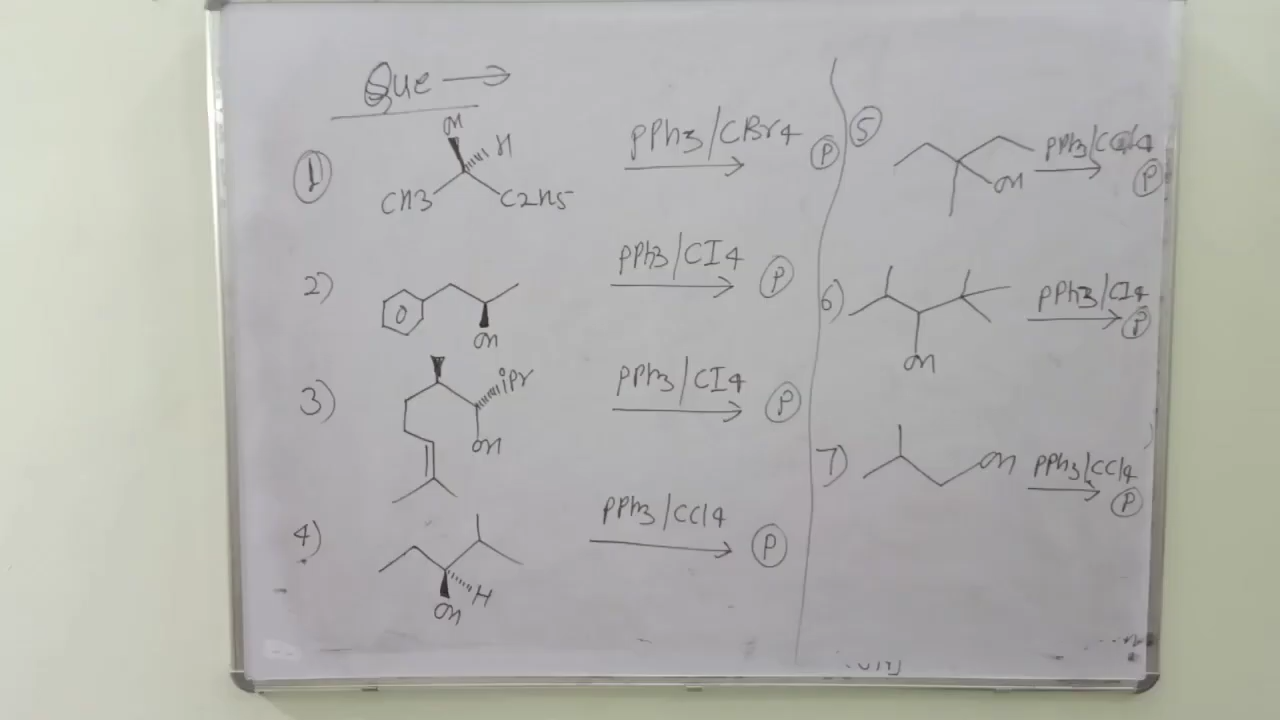 Que →
① OH H CH3 C2H5 PPh3/CBr4 Ⓟ
2) OH PPh3/CI4 Ⓟ
3) iPr OH PPh3/CI4 Ⓟ
4) H OH PPh3/CCl4 Ⓟ
⑤ OH PPh3/CCl4 Ⓟ
6) OH PPh3/CI4 Ⓟ
7) OH PPh3/CCl4 Ⓟ